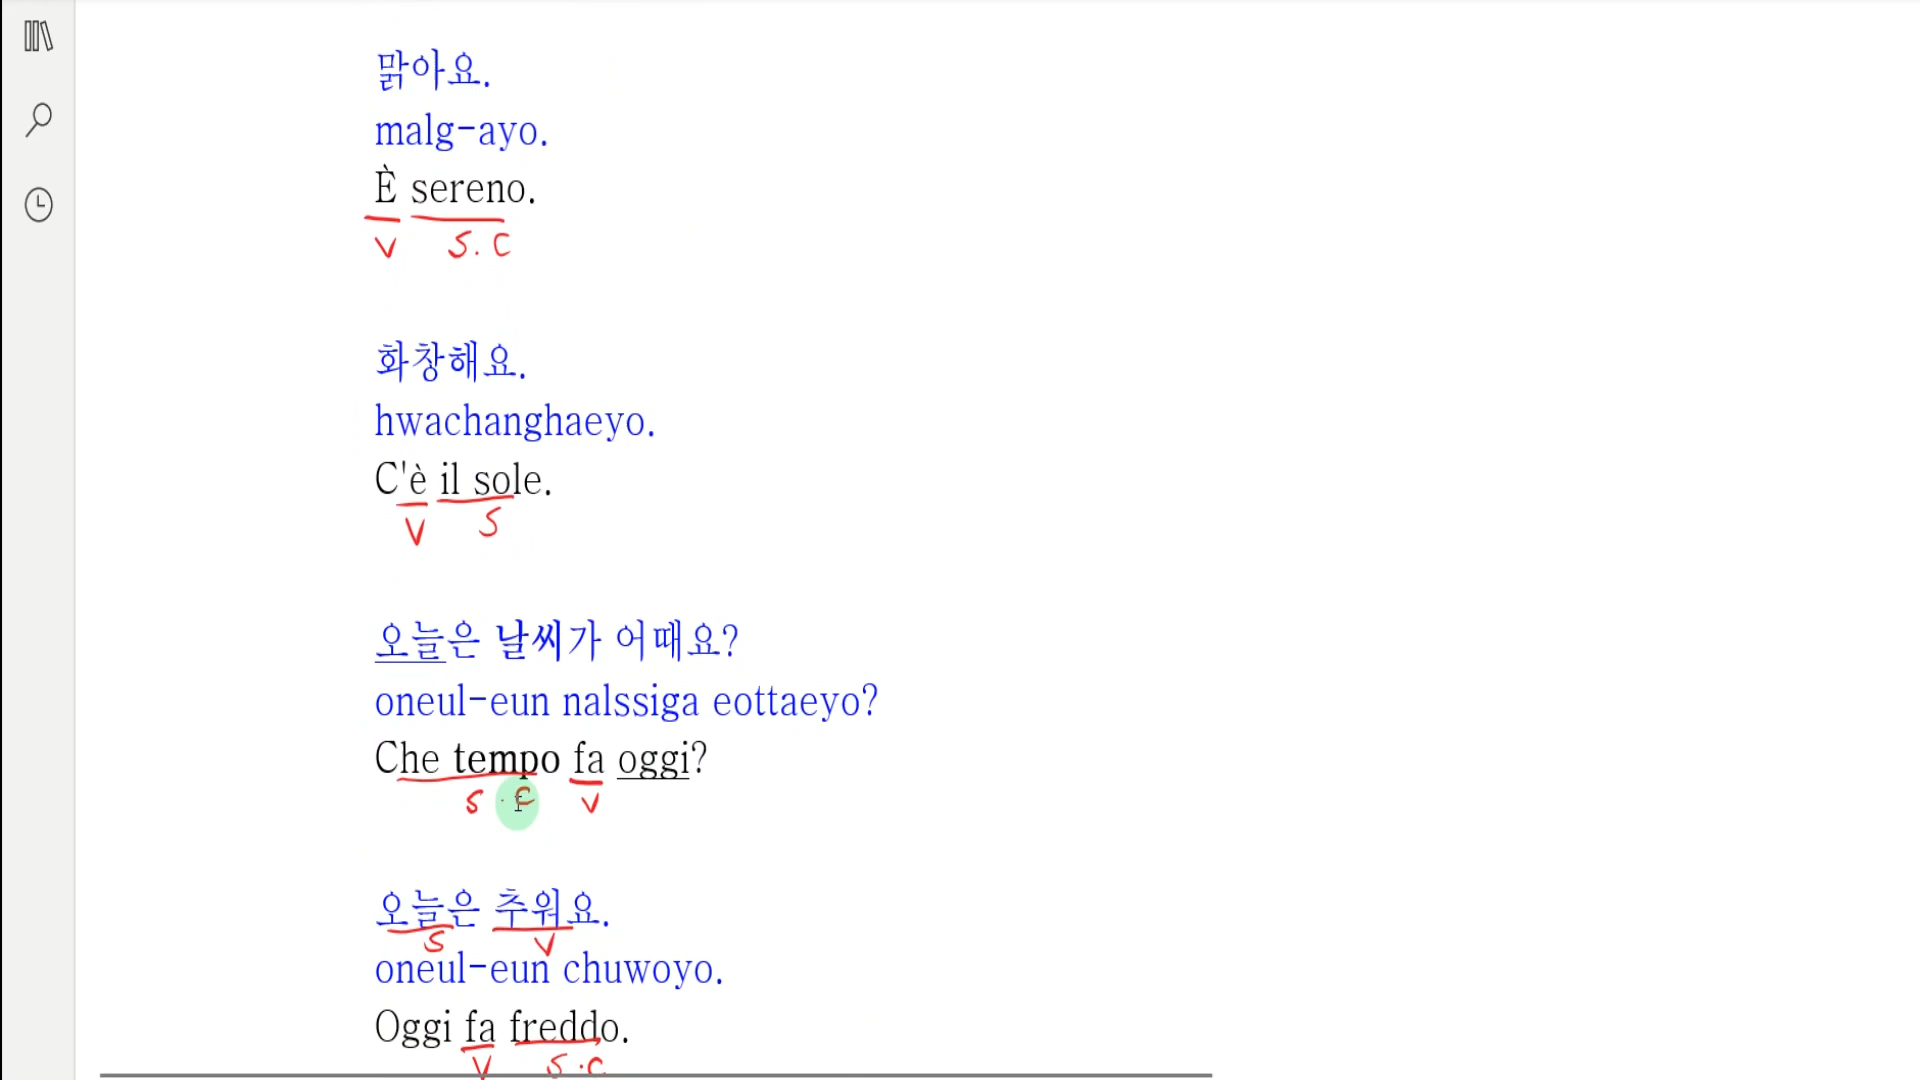 맑아요.
malg-ayo.
È sereno.
V S.C
화창해요.
hwachanghaeyo.
C'è il sole.
V S
오늘은 날씨가 어때요?
oneul-eun nalssiga eottaeyo?
Che tempo fa oggi?
S.C V
오늘은 추워요.
S V
oneul-eun chuwoyo.
Oggi fa freddo.
V S.C